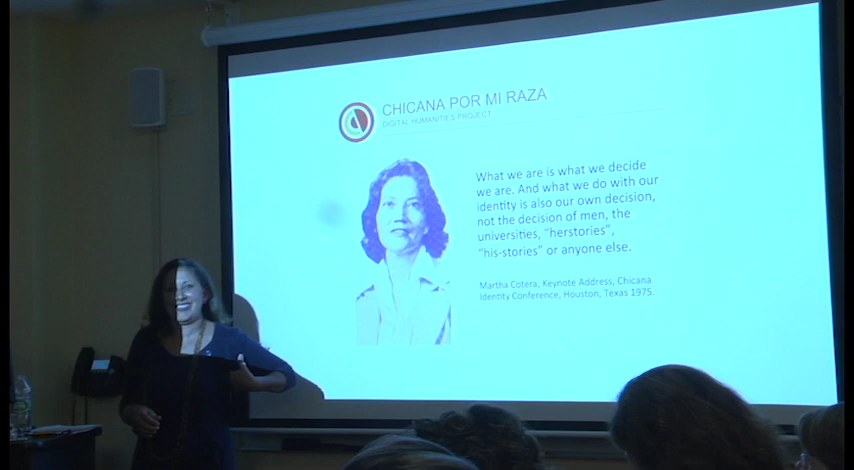 CHICANA POR MI RAZA
DIGITAL HUMANITIES PROJECT
What we are is what we decide
we are. And what we do with our
identity is also our own decision,
not the decision of men, the
universities, “herstories”,
“his-stories” or anyone else.
Martha Cotera, Keynote Address, Chicana
Identity Conference, Houston, Texas 1975.